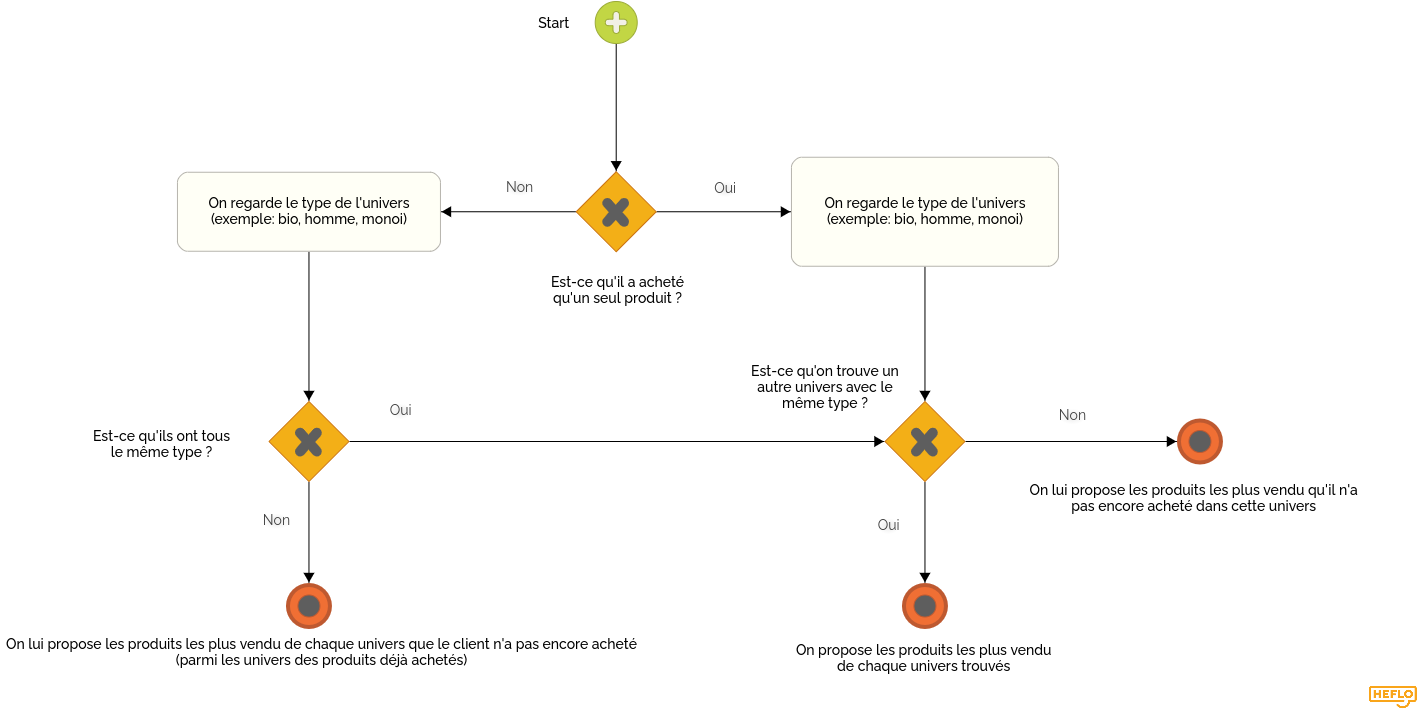 Start
Non
Oui
On regarde le type de l'univers
(exemple: bio, homme, monoi)
On regarde le type de l'univers
(exemple: bio, homme, monoi)
Est-ce qu'il a acheté
qu'un seul produit ?
Est-ce qu'on trouve un
autre univers avec le
même type ?
Oui
Non
Est-ce qu'ils ont tous
le même type ?
On lui propose les produits les plus vendu qu'il n'a
pas encore acheté dans cette univers
Non
Oui
On lui propose les produits les plus vendu de chaque univers que le client n'a pas encore acheté
(parmi les univers des produits déjà achetés)
On propose les produits les plus vendu
de chaque univers trouvés
HEFLO